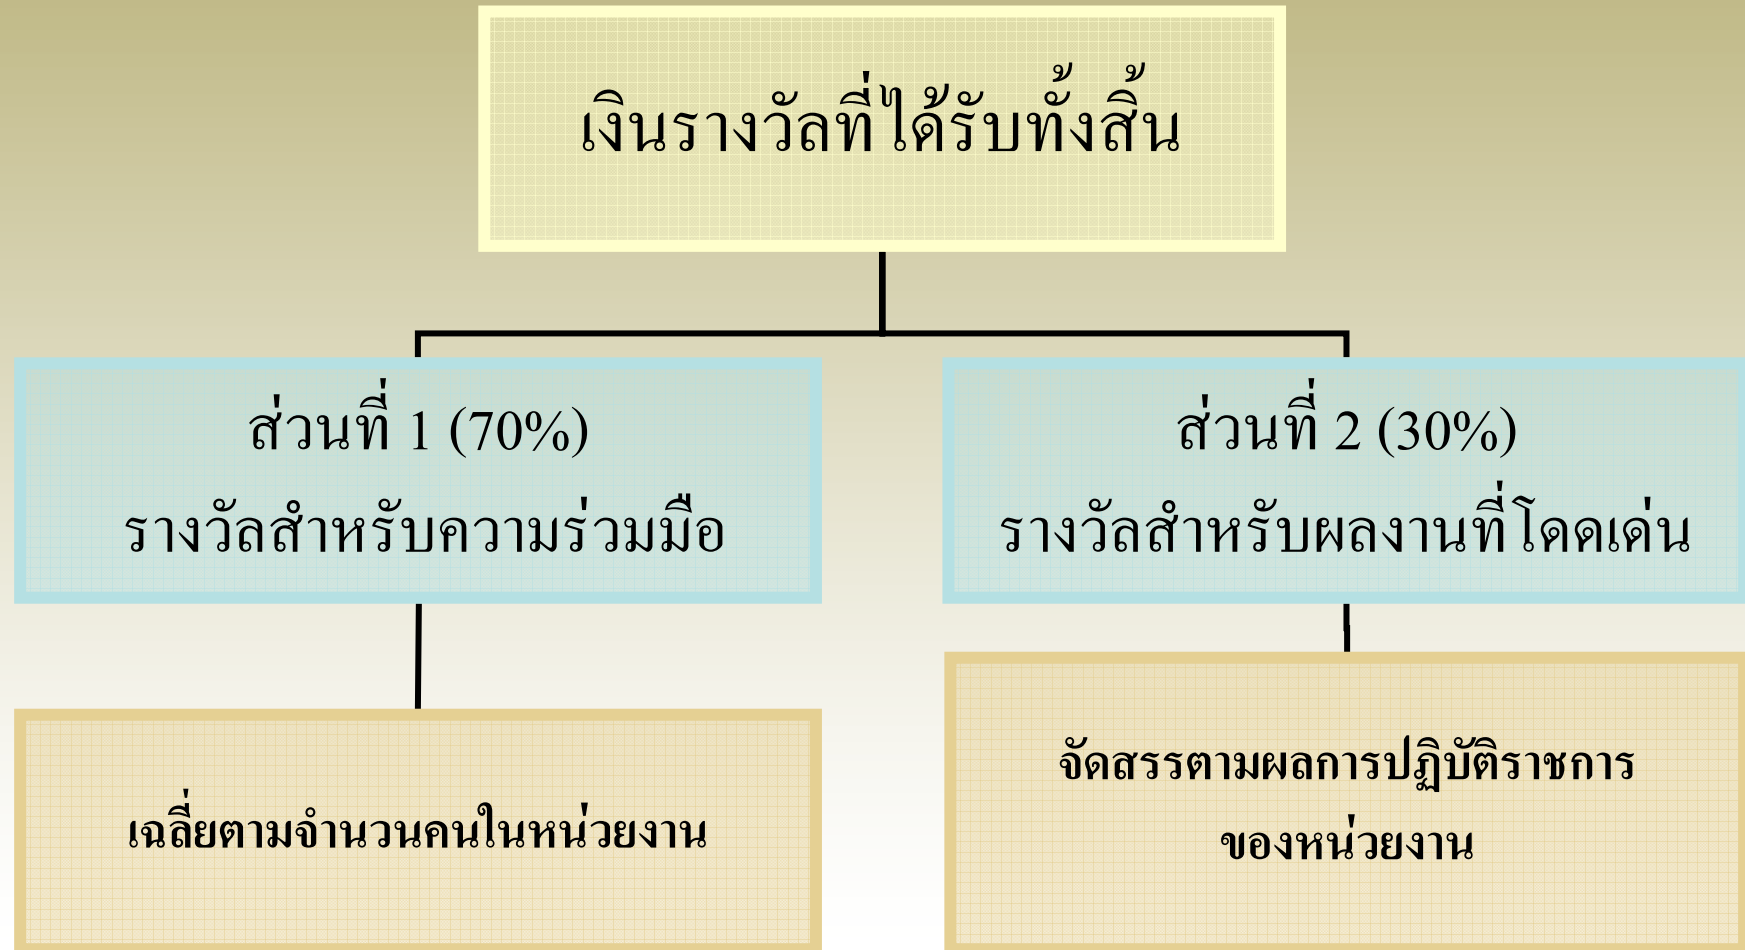 เงินรางวัลที่ได้รับทั้งสิ้น
ส่วนที่ 1 (70%)
รางวัลสำหรับความร่วมมือ
ส่วนที่ 2 (30%)
รางวัลสำหรับผลงานที่โดดเด่น
เฉลี่ยตามจำนวนคนในหน่วยงาน
จัดสรรตามผลการปฏิบัติราชการ
ของหน่วยงาน